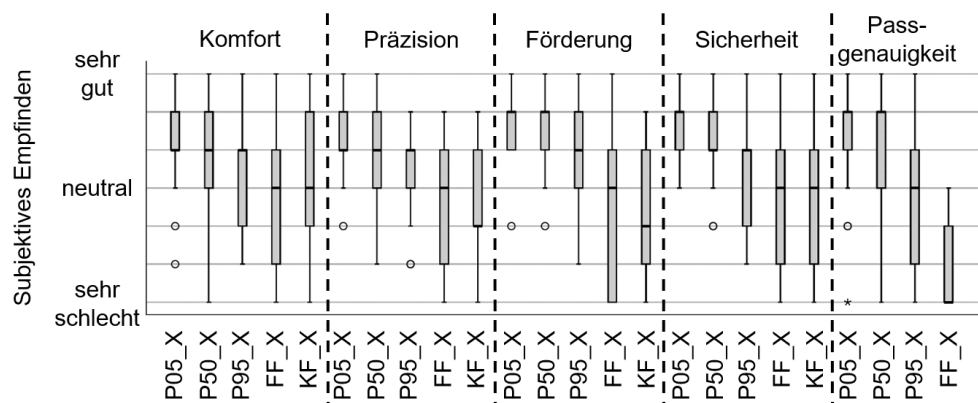 Komfort
Präzision
Förderung
Sicherheit
Pass-
genauigkeit
Subjektives Empfinden
sehr
gut
neutral
sehr
schlecht
P05_X
P50_X
P95_X
FF_X
KF_X
P05_X
P50_X
P95_X
FF_X
KF_X
P05_X
P50_X
P95_X
FF_X
KF_X
P05_X
P50_X
P95_X
FF_X
KF_X
P05_X
P50_X
P95_X
FF_X